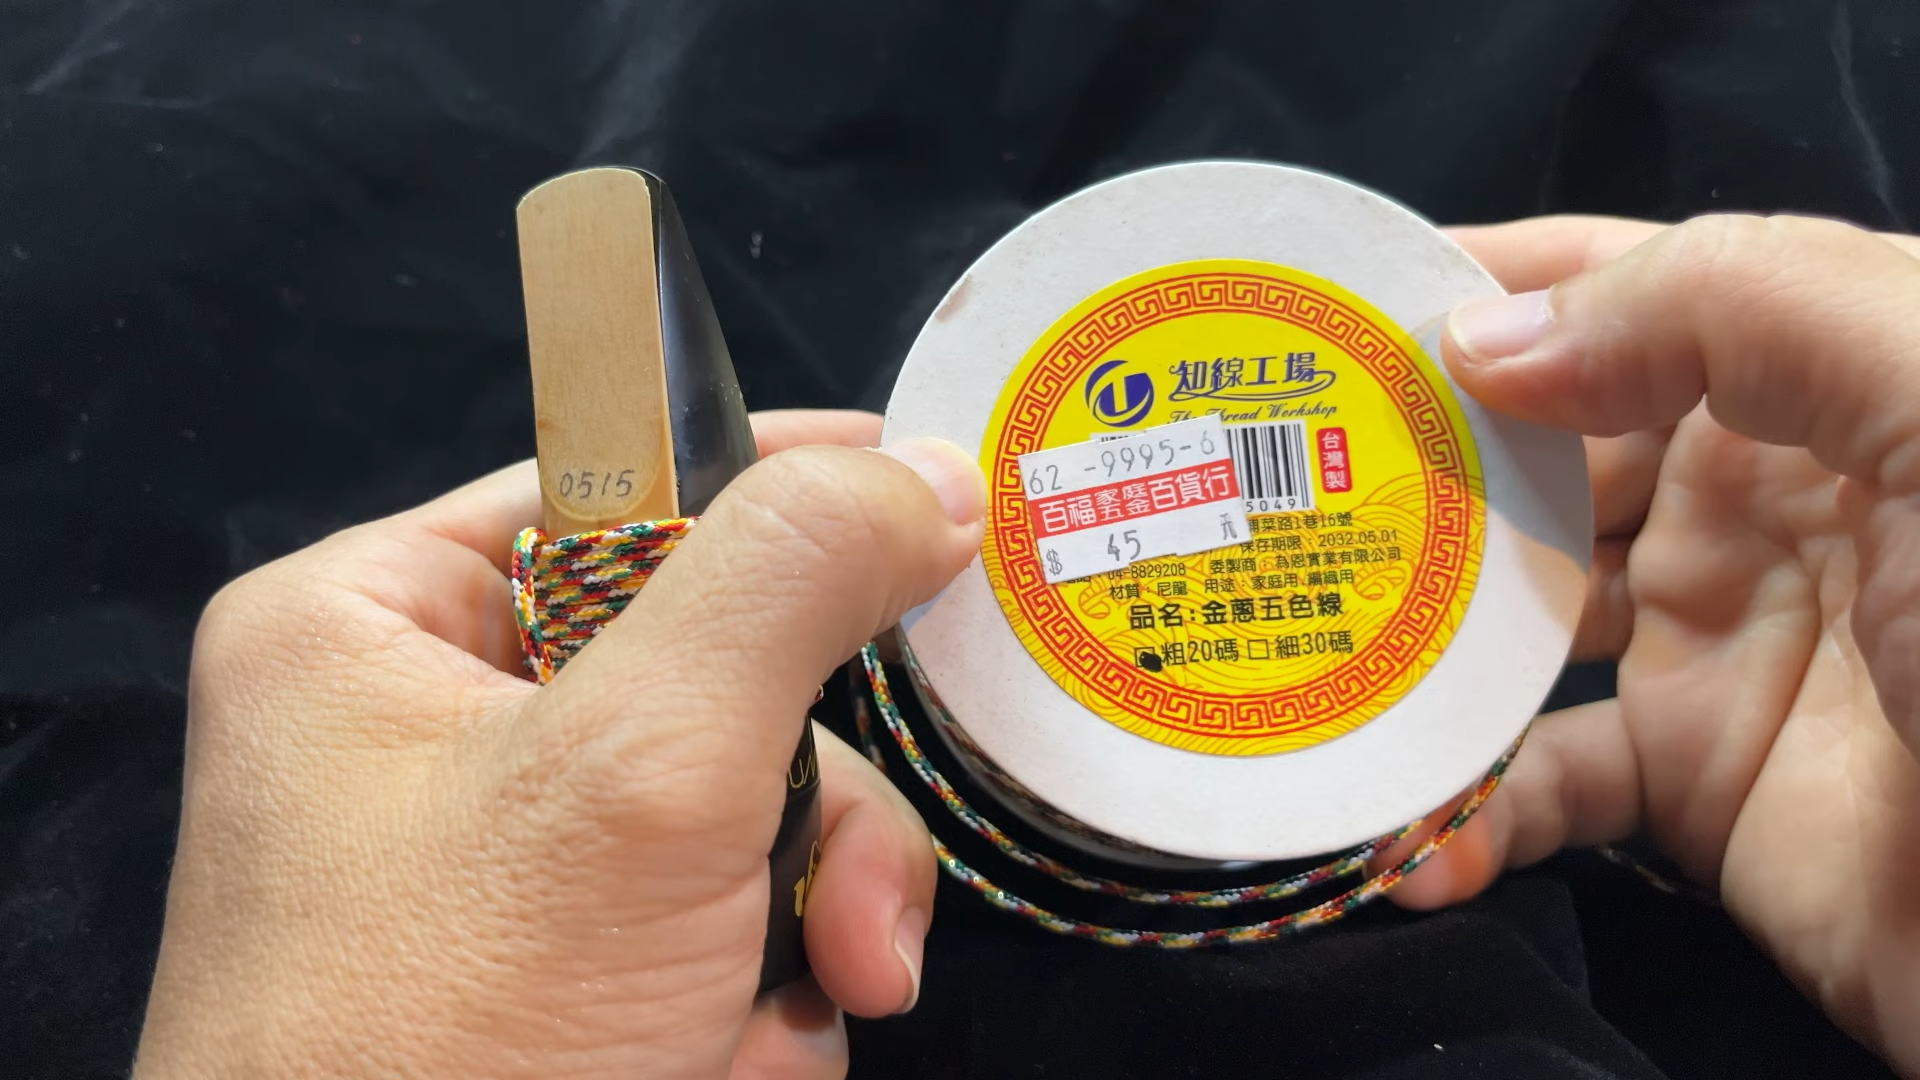 0515
知線工場
The Thread Workshop
62-9995-6
百福家庭五金百貨行
$ 45 元
5049
台灣製
埔菜路1巷16號
保存期限：2032.05.01
04-8829208 委製商：為恩實業有限公司
材質：尼龍 用途：家庭用、編織用
品名:金蔥五色線
粗20碼 □細30碼